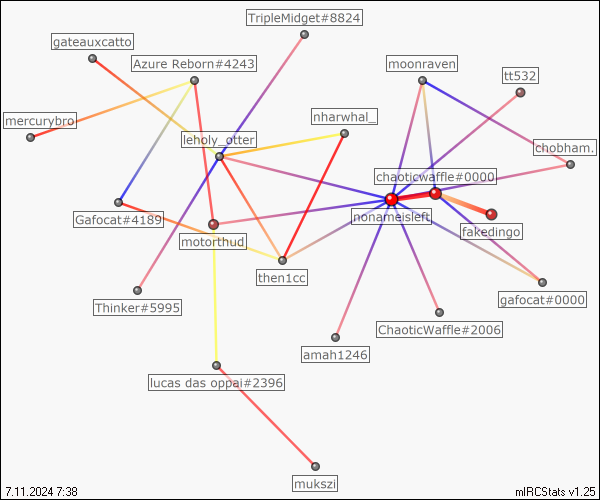 TripleMidget#8824
gateauxcatto
Azure Reborn#4243
moonraven
tt532
mercurybro
nharwhal_
leholy_otter
chobham.
chaoticwaffle#0000
Gafocat#4189
nonameisleft
motorthud_
fakedingo
then1cc
Thinker#5995
gafocat#0000
ChaoticWaffle#2006
amah1246
lucas das oppai#2396
mukszi
7.11.2024 7:38
mIRCStats v1.25